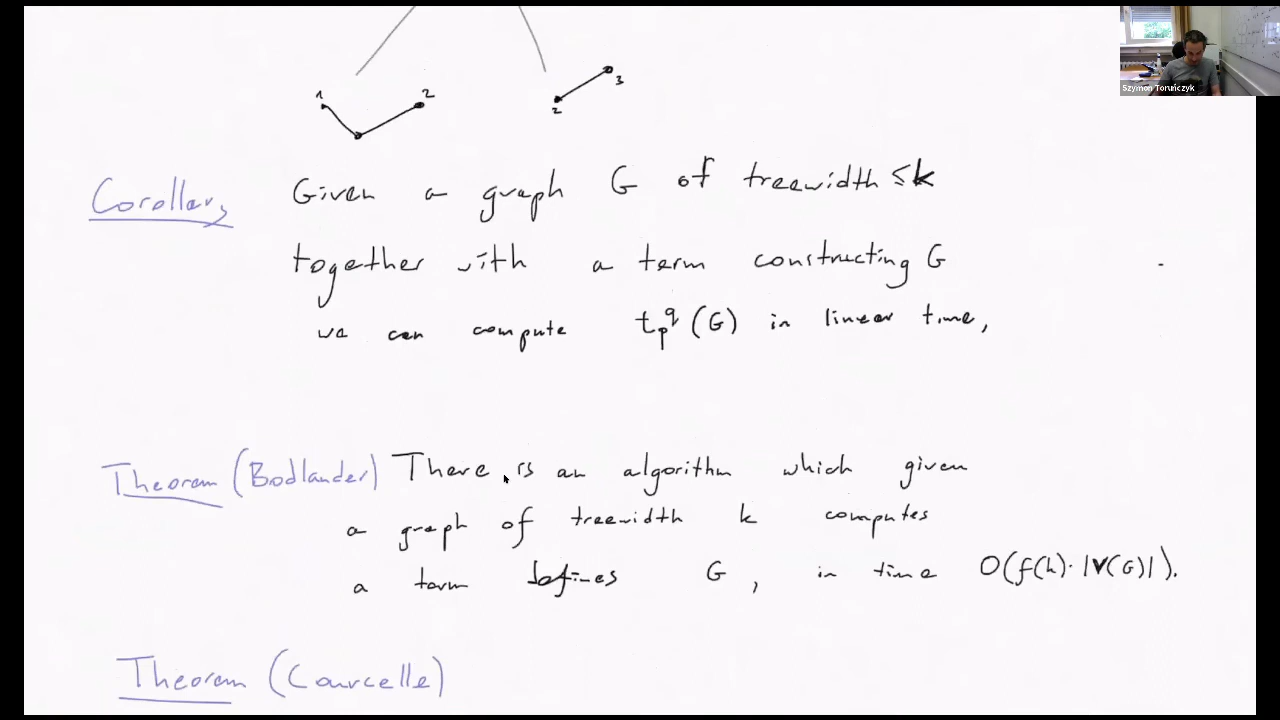 Szymon Toruńczyk
1 2
2 3
Corollary Given a graph G of treewidth ≤k
together with a term constructing G
we can compute tp^q(G) in linear time,
Theorem (Bodlander) There is an algorithm which given
a graph of treewidth k computes
a term defines G, in time O(f(k)·|V(G)|).
Theorem (Courcelle)